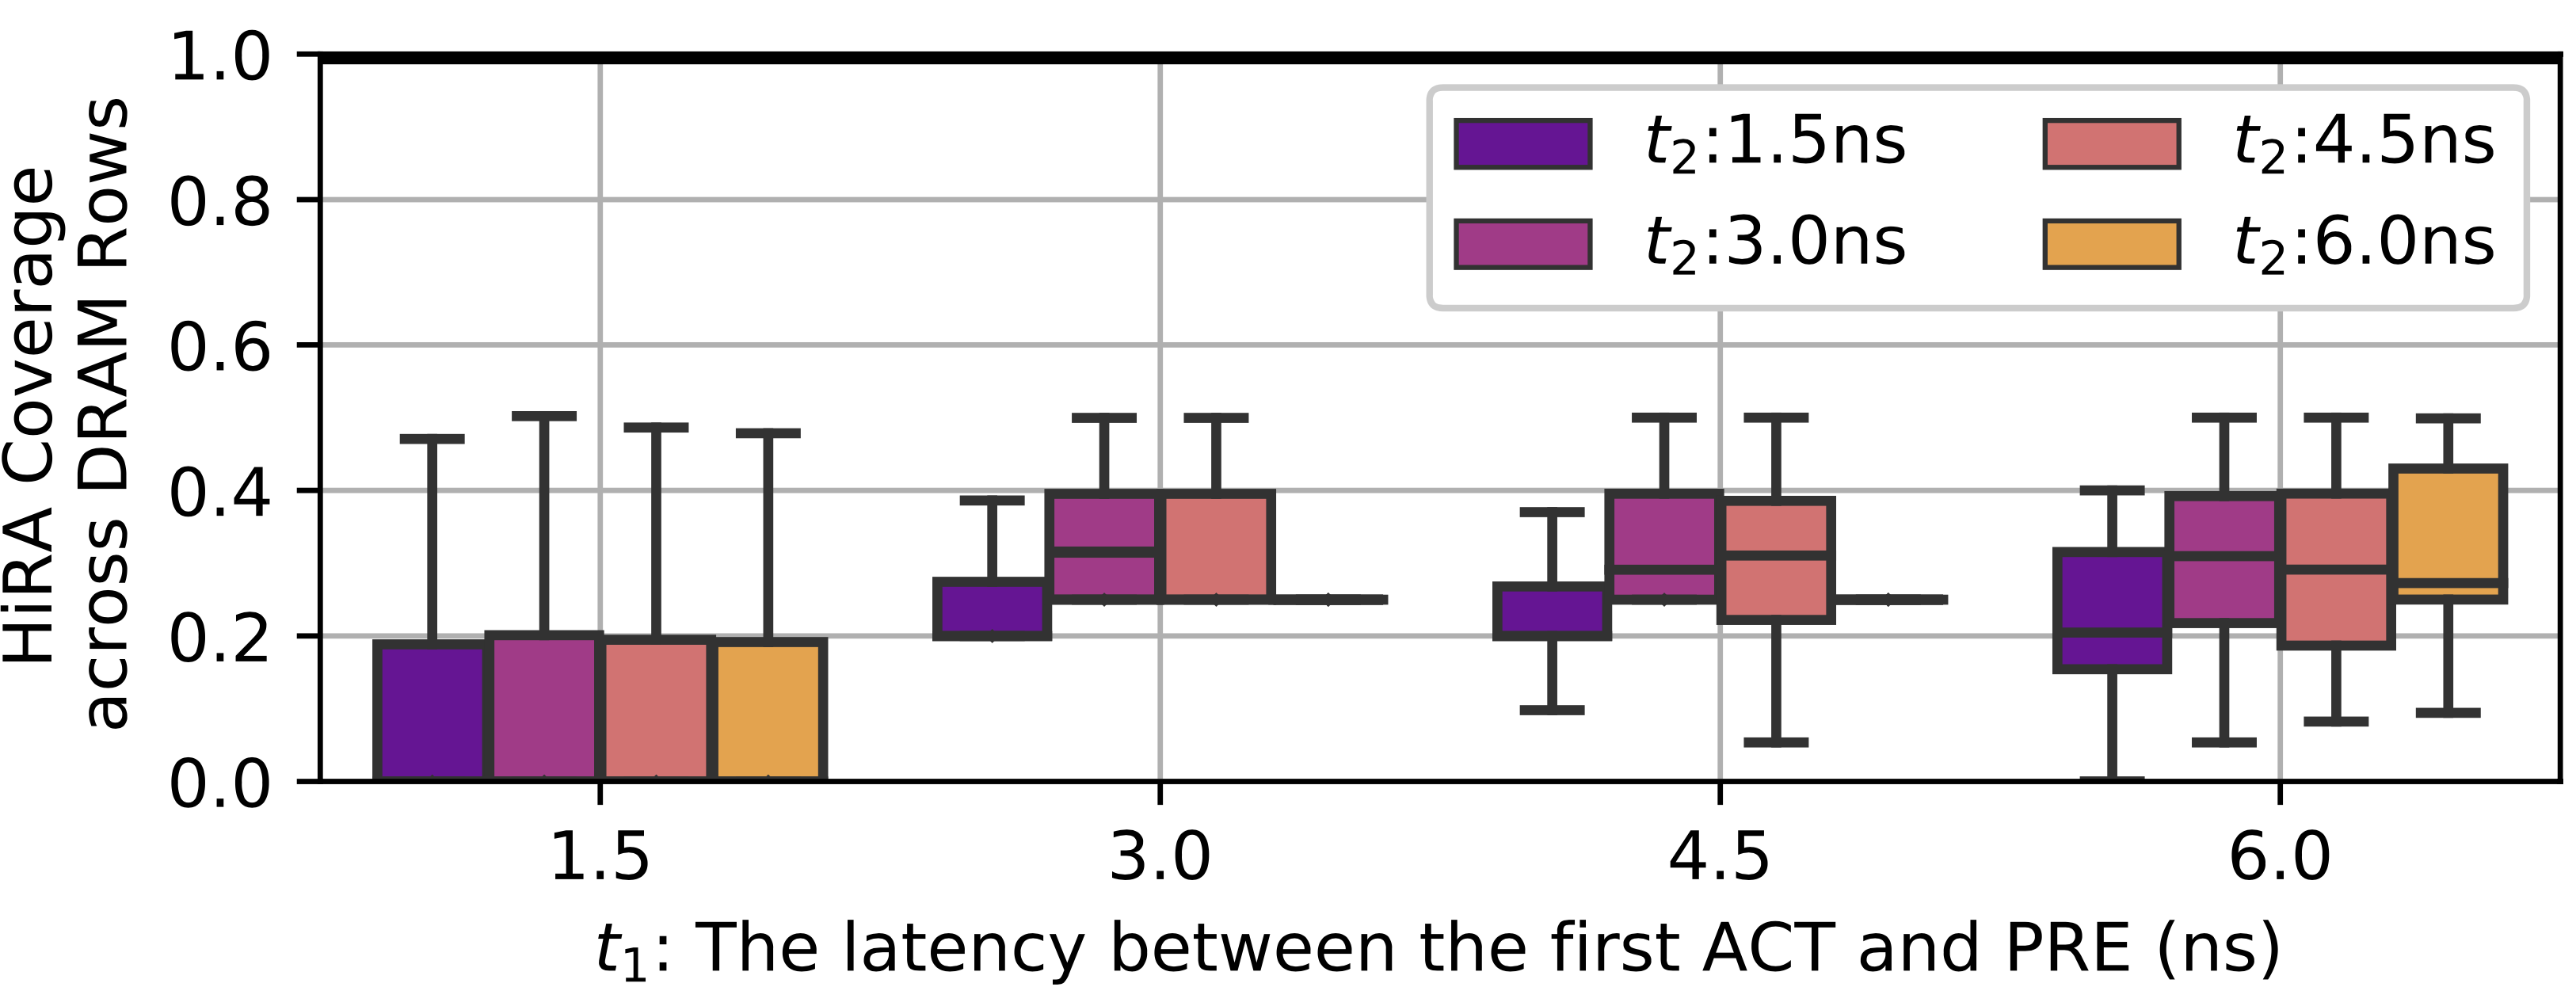 HiRA Coverage
across DRAM Rows
1.0
0.8
0.6
0.4
0.2
0.0
t₂:1.5ns
t₂:3.0ns
t₂:4.5ns
t₂:6.0ns
1.5 3.0 4.5 6.0
t₁: The latency between the first ACT and PRE (ns)